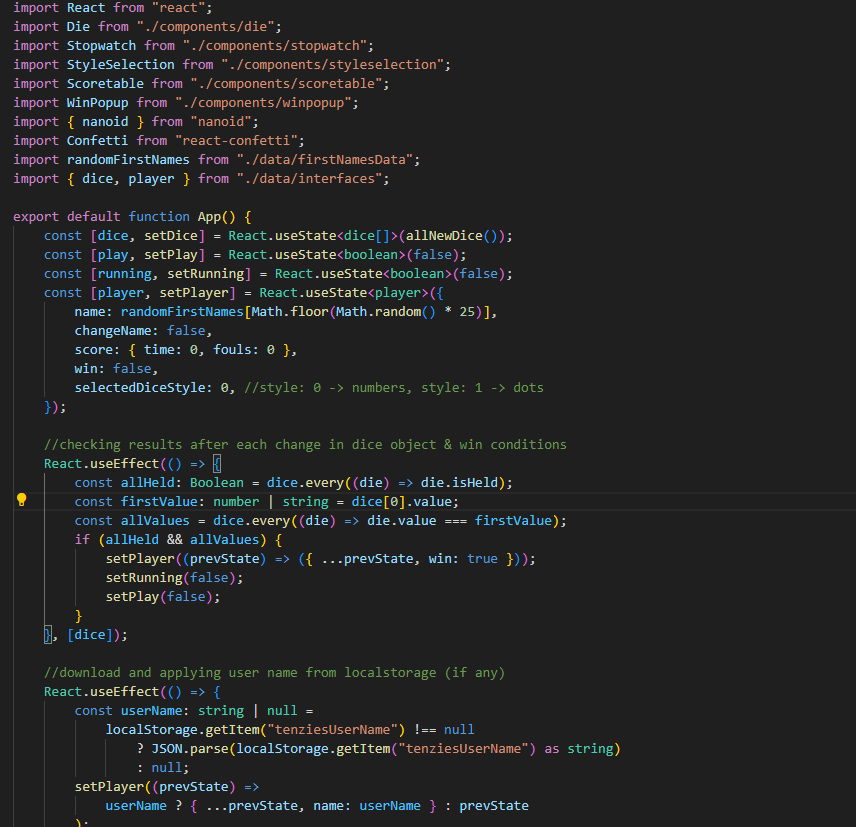 import React from "react";
import Die from "./components/die";
import Stopwatch from "./components/stopwatch";
import StyleSelection from "./components/styleselection";
import Scoretable from "./components/scoretable";
import WinPopup from "./components/winpopup";
import { nanoid } from "nanoid";
import Confetti from "react-confetti";
import randomFirstNames from "./data/firstNamesData";
import { dice, player } from "./data/interfaces";

export default function App() {
    const [dice, setDice] = React.useState<dice[]>(allNewDice());
    const [play, setPlay] = React.useState<boolean>(false);
    const [running, setRunning] = React.useState<boolean>(false);
    const [player, setPlayer] = React.useState<player>({
        name: randomFirstNames[Math.floor(Math.random() * 25)],
        changeName: false,
        score: { time: 0, fouls: 0 },
        win: false,
        selectedDiceStyle: 0, //style: 0 -> numbers, style: 1 -> dots
    });

    //checking results after each change in dice object & win conditions
    React.useEffect(() => {
        const allHeld: Boolean = dice.every((die) => die.isHeld);
        const firstValue: number | string = dice[0].value;
        const allValues = dice.every((die) => die.value === firstValue);
        if (allHeld && allValues) {
            setPlayer((prevState) => ({ ...prevState, win: true }));
            setRunning(false);
            setPlay(false);
        }
    }, [dice]);

    //download and applying user name from localstorage (if any)
    React.useEffect(() => {
        const userName: string | null =
            localStorage.getItem("tenziesUserName") !== null
                ? JSON.parse(localStorage.getItem("tenziesUserName") as string)
                : null;
        setPlayer((prevState) =>
            userName ? { ...prevState, name: userName } : prevState
        );